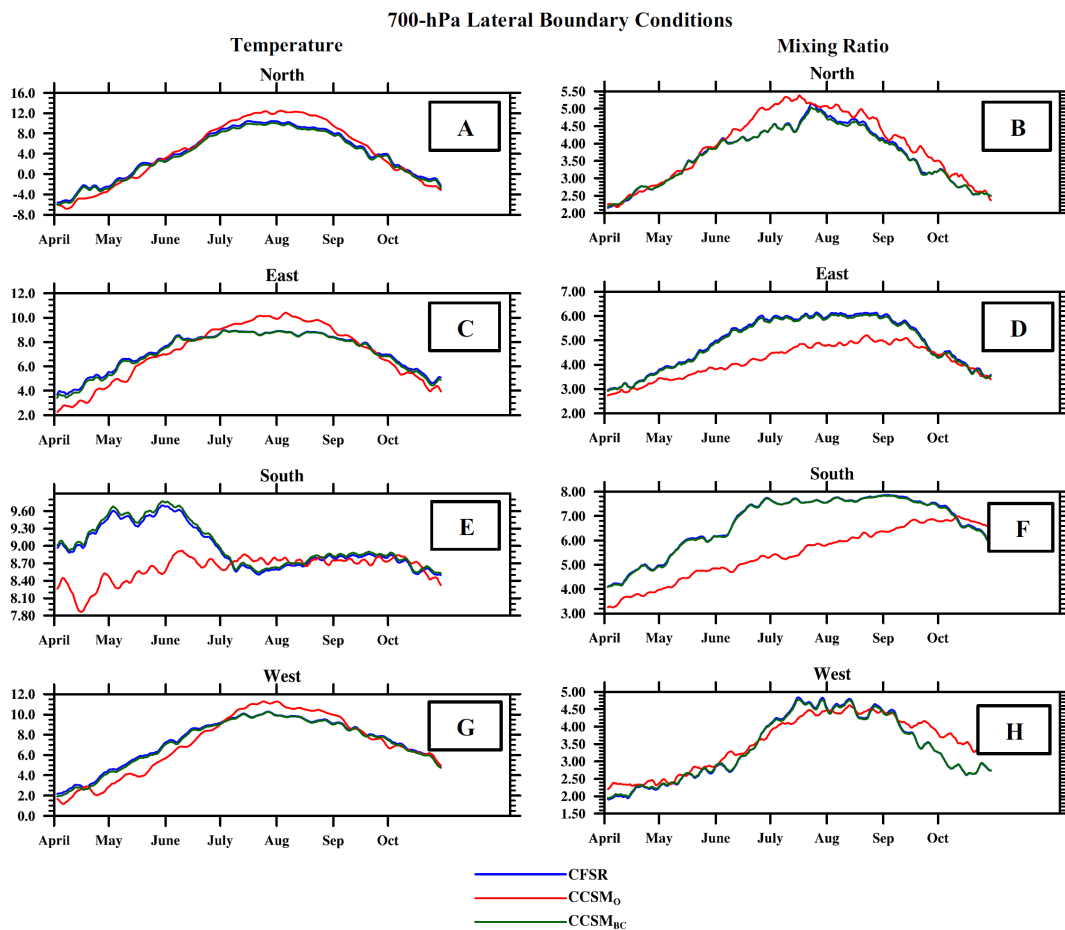 700-hPa Lateral Boundary Conditions
Temperature
Mixing Ratio
North
16.0
12.0
8.0
4.0
0.0
-4.0
-8.0
A
April May June July Aug Sep Oct
North
5.50
5.00
4.50
4.00
3.50
3.00
2.50
2.00
B
April May June July Aug Sep Oct
East
12.0
10.0
8.0
6.0
4.0
2.0
C
April May June July Aug Sep Oct
East
7.00
6.00
5.00
4.00
3.00
2.00
D
April May June July Aug Sep Oct
South
9.60
9.30
9.00
8.70
8.40
8.10
7.80
E
April May June July Aug Sep Oct
South
8.00
7.00
6.00
5.00
4.00
3.00
F
April May June July Aug Sep Oct
West
12.0
10.0
8.0
6.0
4.0
2.0
0.0
G
April May June July Aug Sep Oct
West
5.00
4.50
4.00
3.50
3.00
2.50
2.00
1.50
H
April May June July Aug Sep Oct
CFSR
CCSMO
CCSMBC